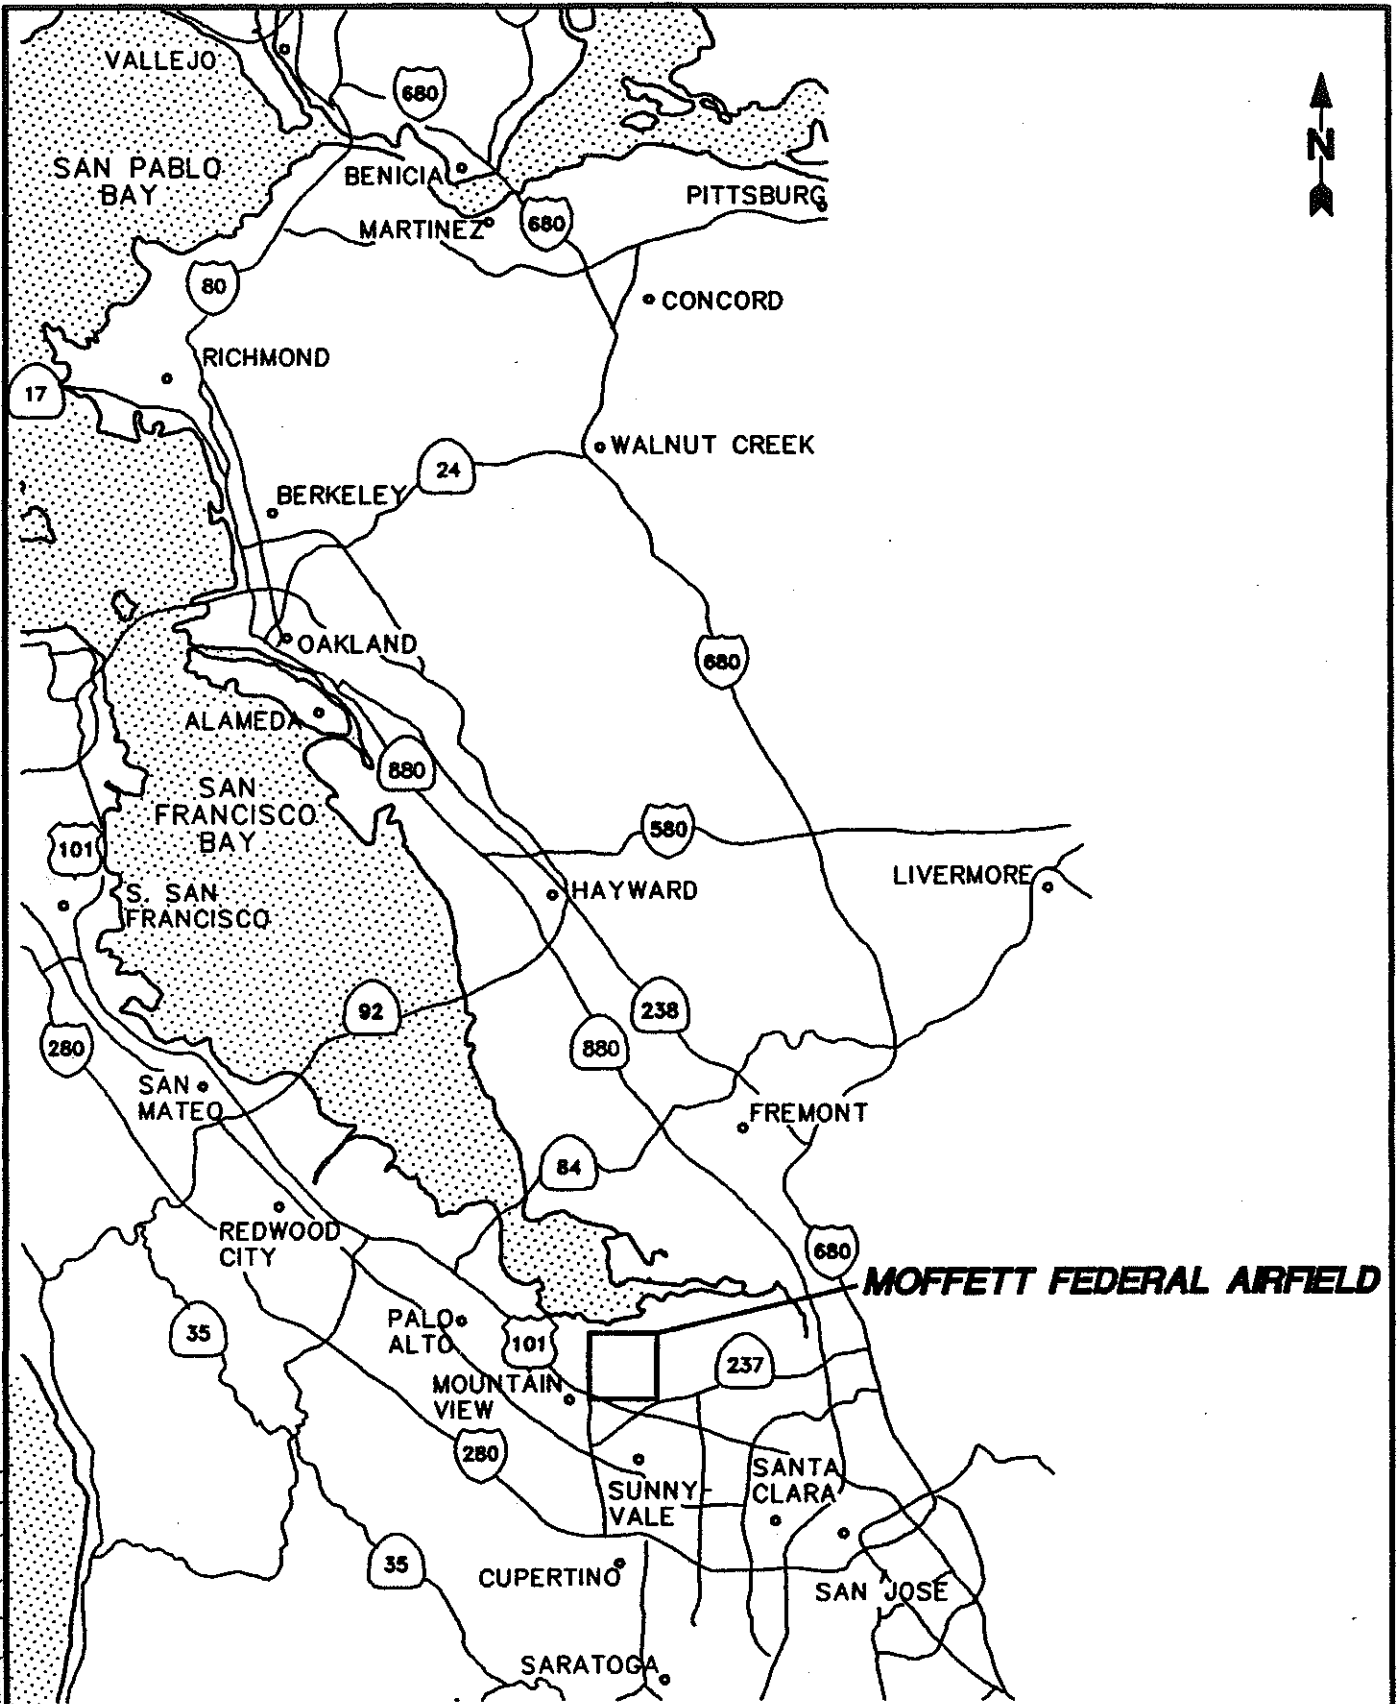 VALLEJO
680
N
SAN PABLO
BAY
BENICIA
PITTSBURG
MARTINEZ
680
80
CONCORD
RICHMOND
17
WALNUT CREEK
24
BERKELEY
OAKLAND
680
ALAMEDA
880
SAN
FRANCISCO
BAY
580
101
LIVERMORE
HAYWARD
S. SAN
FRANCISCO
92
238
280
880
SAN
MATEO
FREMONT
84
REDWOOD
CITY
680
MOFFETT FEDERAL AIRFIELD
35
PALO
ALTO
101
237
MOUNTAIN
VIEW
280
SANTA
CLARA
SUNNY-
VALE
35
CUPERTINO
SAN JOSE
SARATOGA